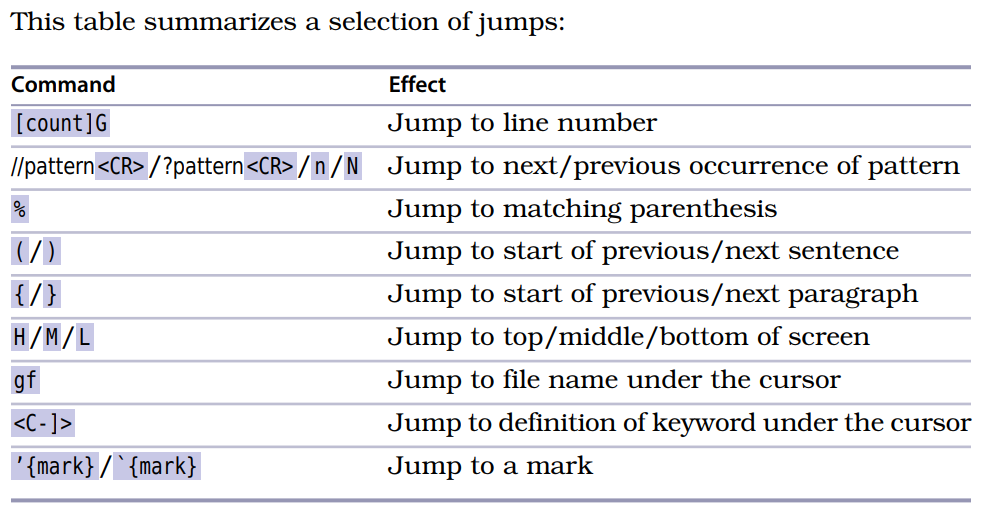 This table summarizes a selection of jumps:
Command Effect
[count]G Jump to line number
//pattern<CR>/?pattern<CR>/n/N Jump to next/previous occurrence of pattern
% Jump to matching parenthesis
(/) Jump to start of previous/next sentence
{/} Jump to start of previous/next paragraph
H/M/L Jump to top/middle/bottom of screen
gf Jump to file name under the cursor
<C-]> Jump to definition of keyword under the cursor
’{mark}/`{mark} Jump to a mark